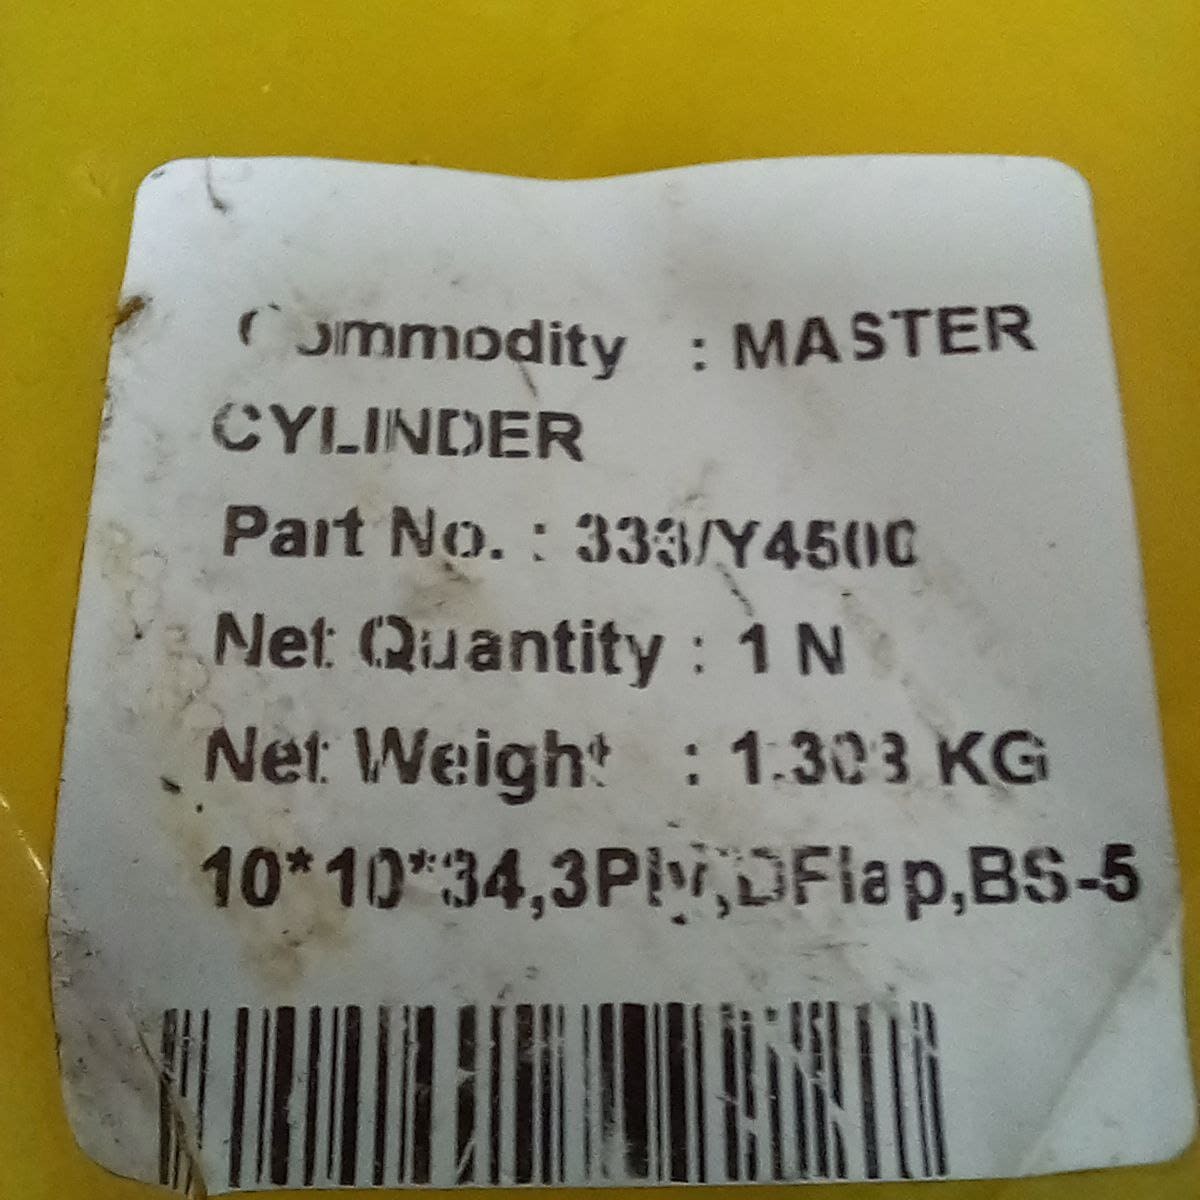 Commodity : MASTER
CYLINDER
Part No. : 333/Y4500
Net Quantity : 1 N
Net Weight : 1.308 KG
10*10*34,3Ply,DFlap,BS-5